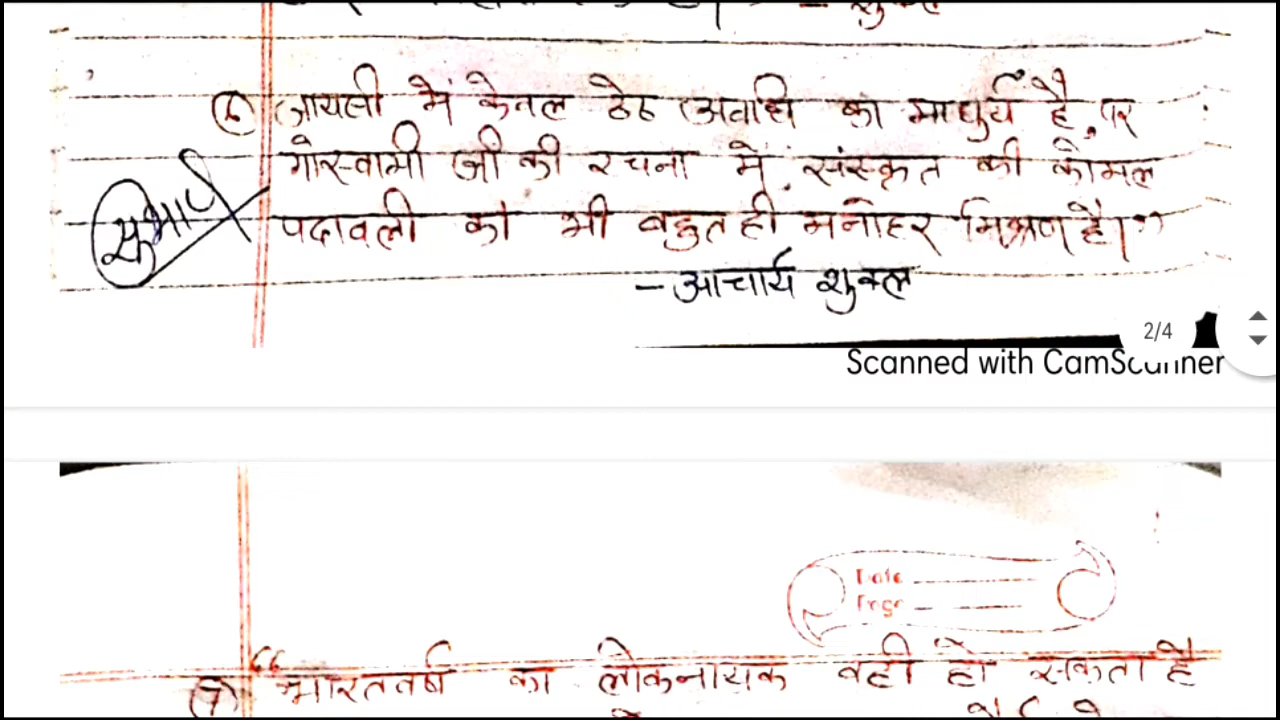 – शुक्ल
(6) जायसी में केवल ठेठ अवधि का माधुर्य है, पर
गोस्वामी जी की रचना में संस्कृत की कोमल
सुभाष
पदावली का भी बहुत ही मनोहर मिश्रण है।”
– आचार्य शुक्ल
2/4
Scanned with CamScanner
Date
Page
(7) “भारतवर्ष का लोकनायक वही हो सकता है